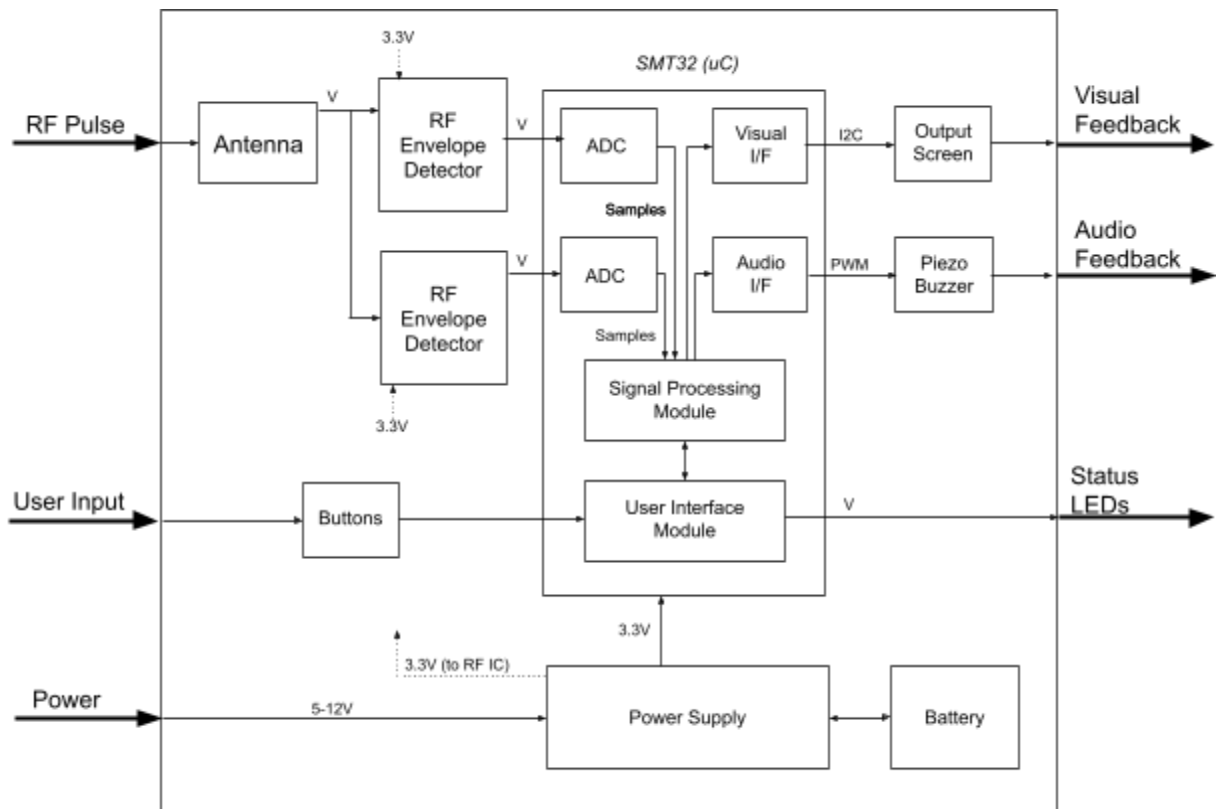 3.3V
SMT32 (uC)
RF Pulse
Antenna
V
RF
Envelope
Detector
V
ADC
Visual
I/F
I2C
Output
Screen
Visual
Feedback
Samples
RF
Envelope
Detector
V
ADC
Audio
I/F
PWM
Piezo
Buzzer
Audio
Feedback
Samples
3.3V
Signal Processing
Module
User Input
Buttons
User Interface
Module
V
Status
LEDs
3.3V
3.3V (to RF IC)
Power
5-12V
Power Supply
Battery